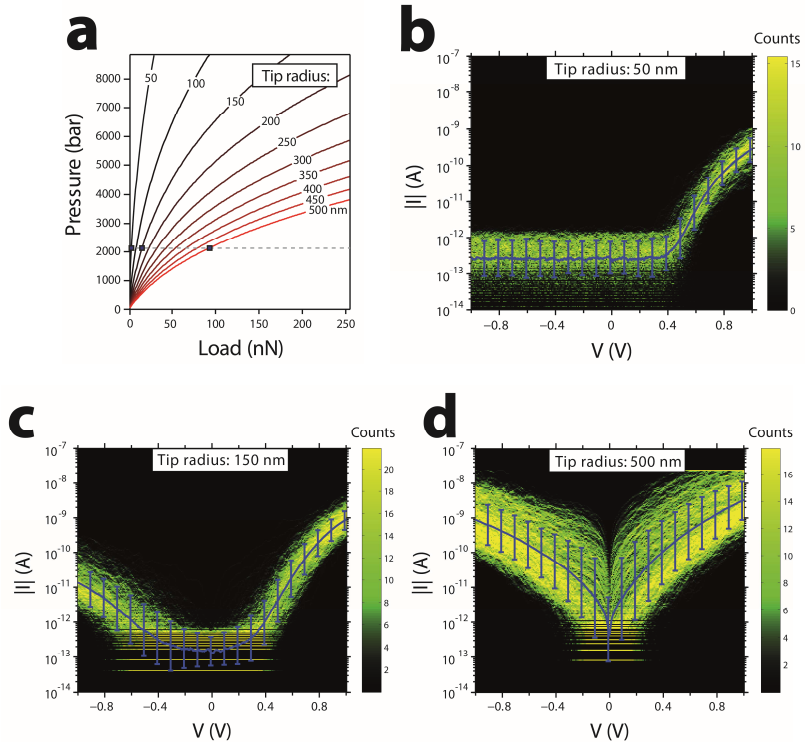 a
Tip radius:
50
100
150
200
250
300
350
400
450
500 nm
8000
7000
6000
5000
4000
3000
2000
1000
0
Pressure (bar)
0 50 100 150 200 250
Load (nN)
b
Counts
Tip radius: 50 nm
10-7
10-8
10-9
10-10
10-11
10-12
10-13
10-14
|I| (A)
−0.8 −0.4 0 0.4 0.8
V (V)
15
10
5
0
c
Counts
Tip radius: 150 nm
10-7
10-8
10-9
10-10
10-11
10-12
10-13
10-14
|I| (A)
−0.8 −0.4 0 0.4 0.8
V (V)
20
18
16
14
12
10
8
6
4
2
d
Counts
Tip radius: 500 nm
10-7
10-8
10-9
10-10
10-11
10-12
10-13
10-14
|I| (A)
−0.8 −0.4 0 0.4 0.8
V (V)
16
14
12
10
8
6
4
2